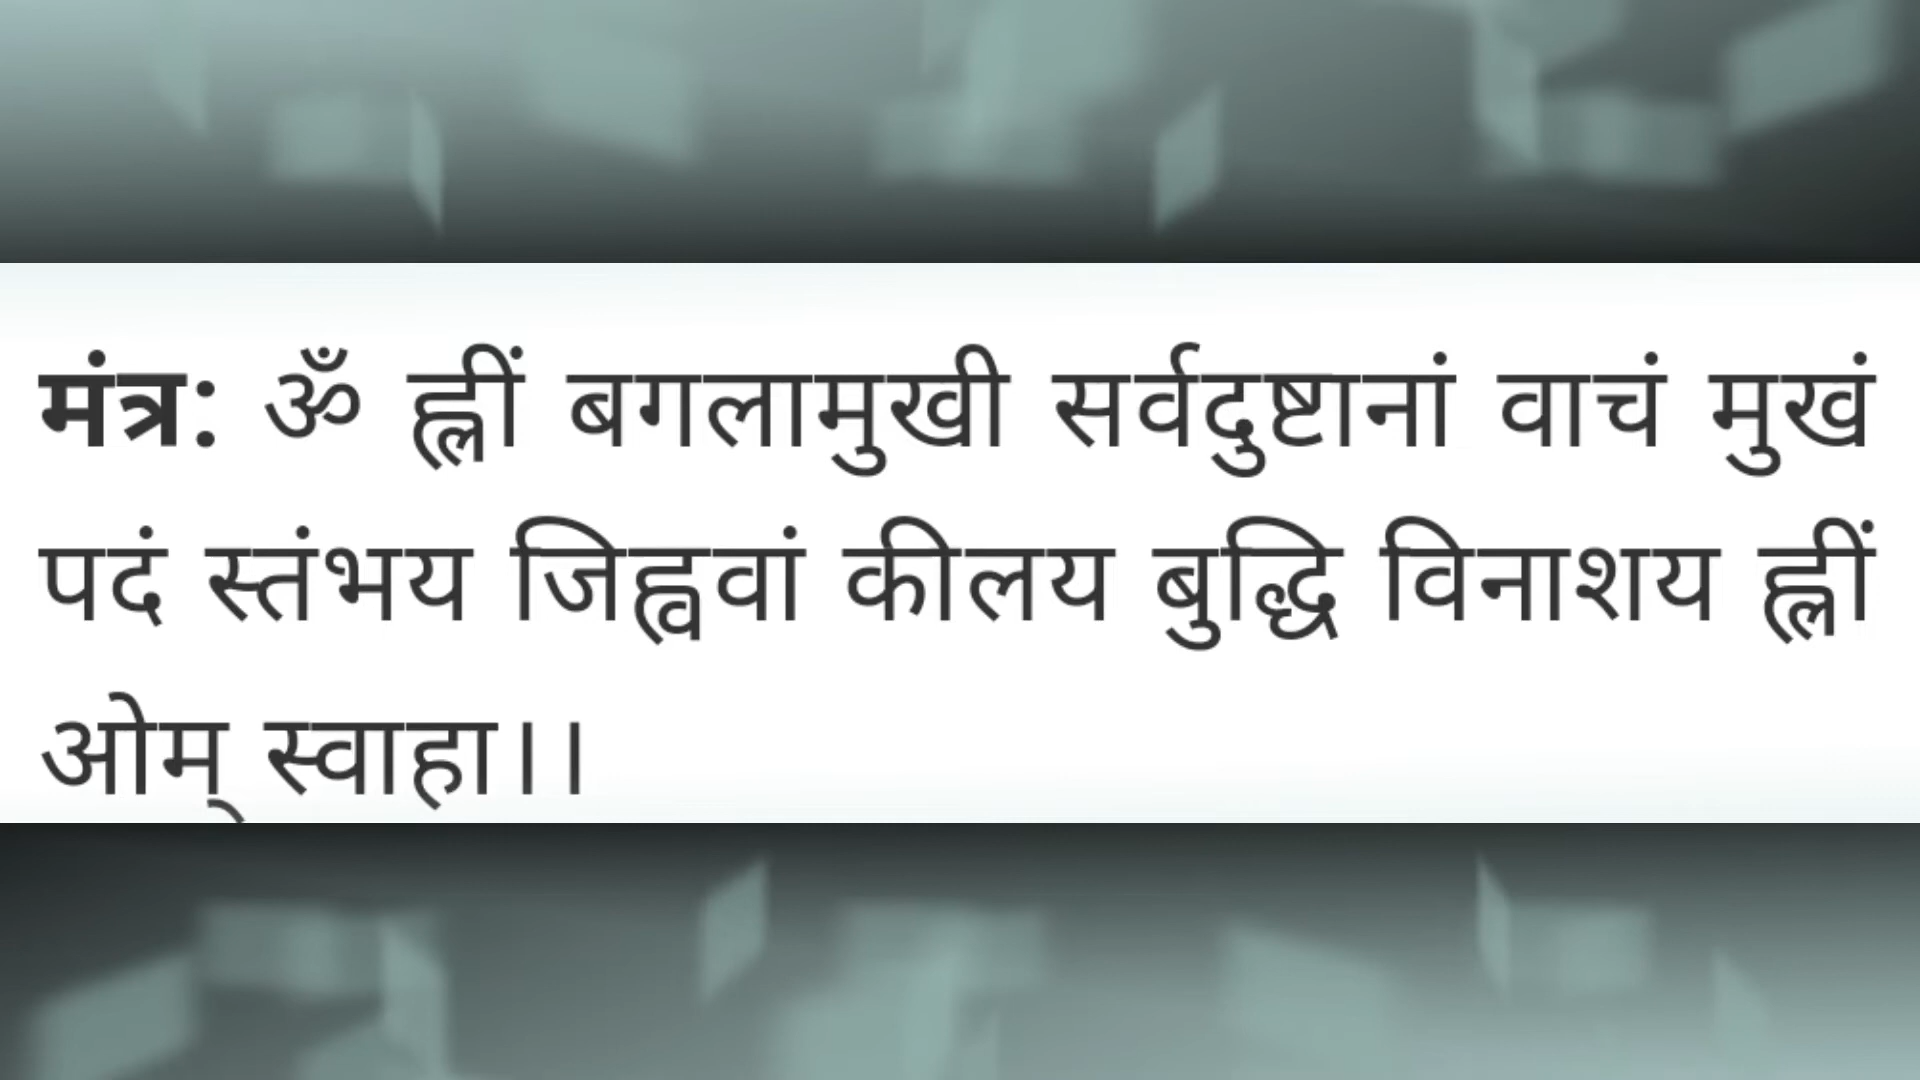 मंत्र: ॐ ह्लीं बगलामुखी सर्वदुष्टानां वाचं मुखं
पदं स्तंभय जिह्ववां कीलय बुद्धि विनाशय ह्लीं
ओम् स्वाहा।।